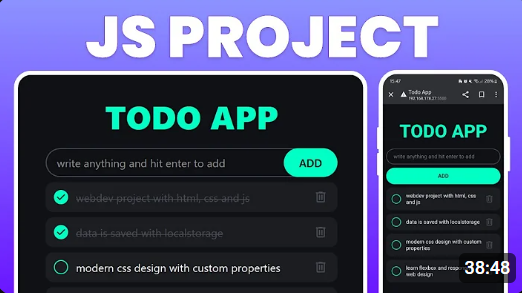 JS PROJECT
TODO APP
write anything and hit enter to add
ADD
webdev project with html, css and js
data is saved with localstorage
modern css design with custom properties
Todo App
TODO APP
write anything and hit enter to add
ADD
webdev project with html, css
and js
data is saved with localstorage
modern css design with custom
properties
learn flexbox and
web design
38:48